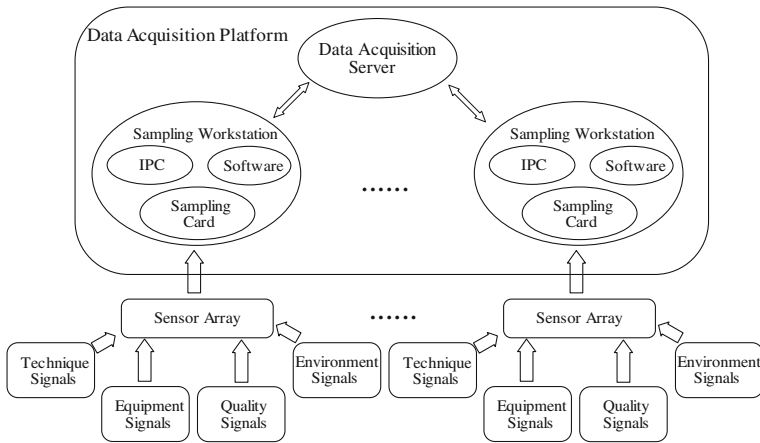 Data Acquisition Platform
Data Acquisition
Server
Sampling Workstation
IPC
Software
Sampling
Card
......
Sampling Workstation
IPC
Software
Sampling
Card
Sensor Array
......
Sensor Array
Technique
Signals
Equipment
Signals
Quality
Signals
Environment
Signals
Technique
Signals
Equipment
Signals
Quality
Signals
Environment
Signals